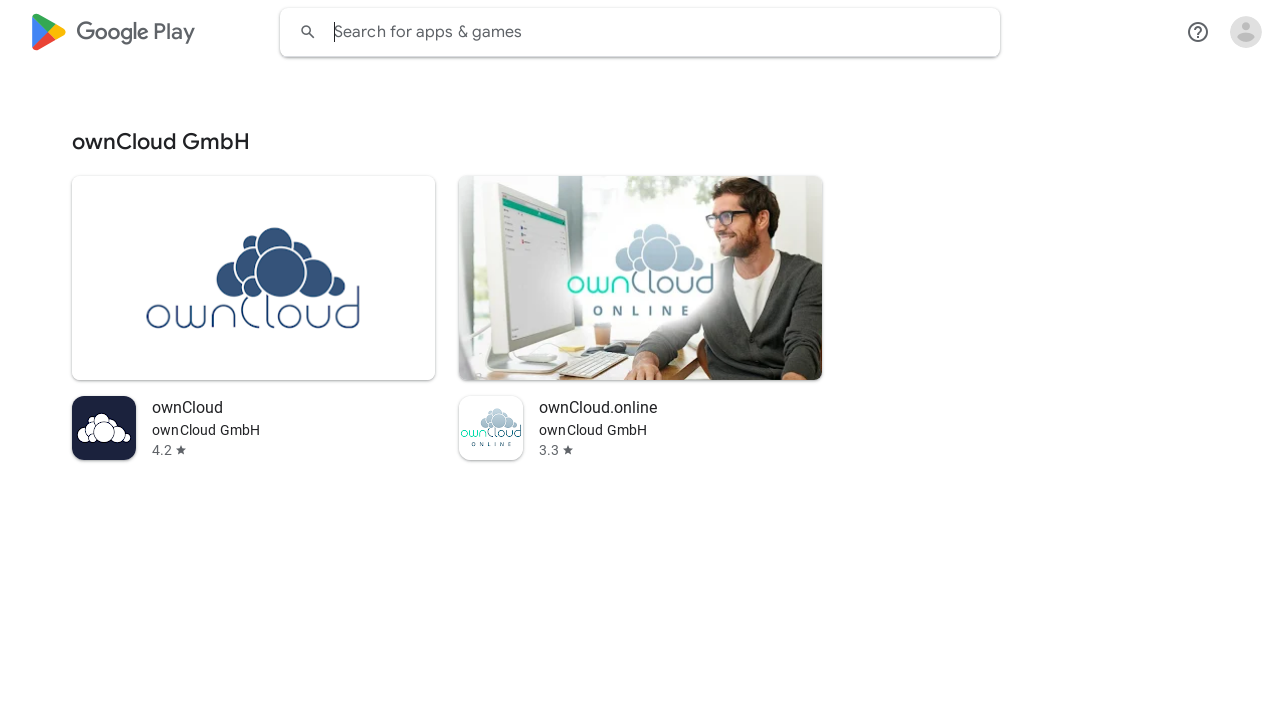 Google Play
Search for apps & games
ownCloud GmbH
ownCloud
ownCloud
ONLINE
ownCloud
ownCloud GmbH
4.2
ownCloud
ONLINE
ownCloud.online
ownCloud GmbH
3.3